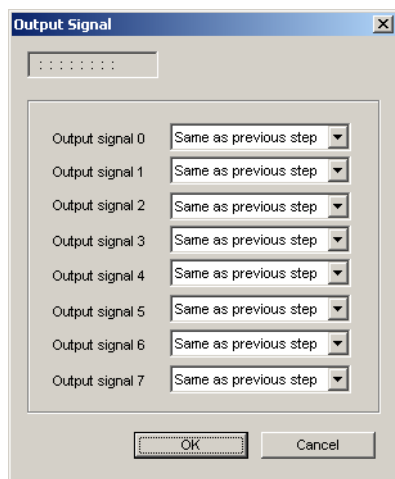 Output Signal
: : : : : : : :
Output signal 0 Same as previous step
Output signal 1 Same as previous step
Output signal 2 Same as previous step
Output signal 3 Same as previous step
Output signal 4 Same as previous step
Output signal 5 Same as previous step
Output signal 6 Same as previous step
Output signal 7 Same as previous step
OK Cancel